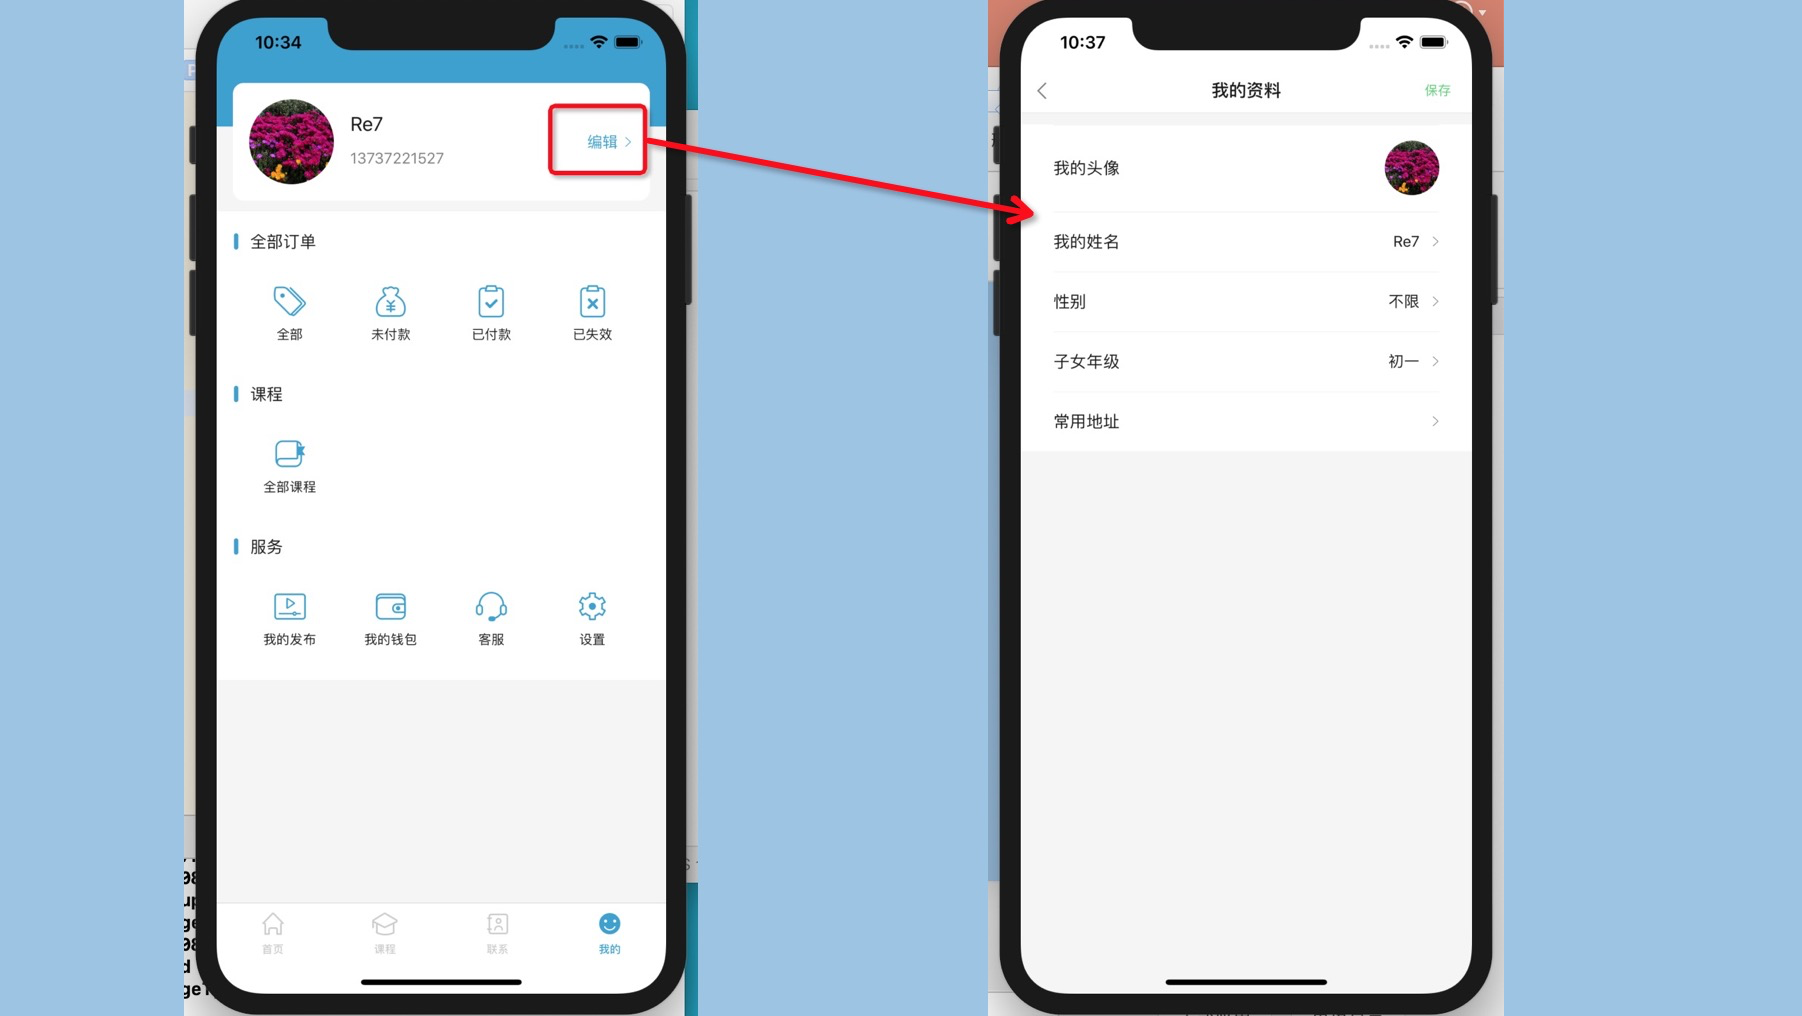 10:34
Re7
13737221527
编辑
全部订单
全部
未付款
已付款
已失效
课程
全部课程
服务
我的发布
我的钱包
客服
设置
首页
课程
联系
我的
10:37
我的资料
保存
我的头像
我的姓名
Re7
性别
不限
子女年级
初一
常用地址